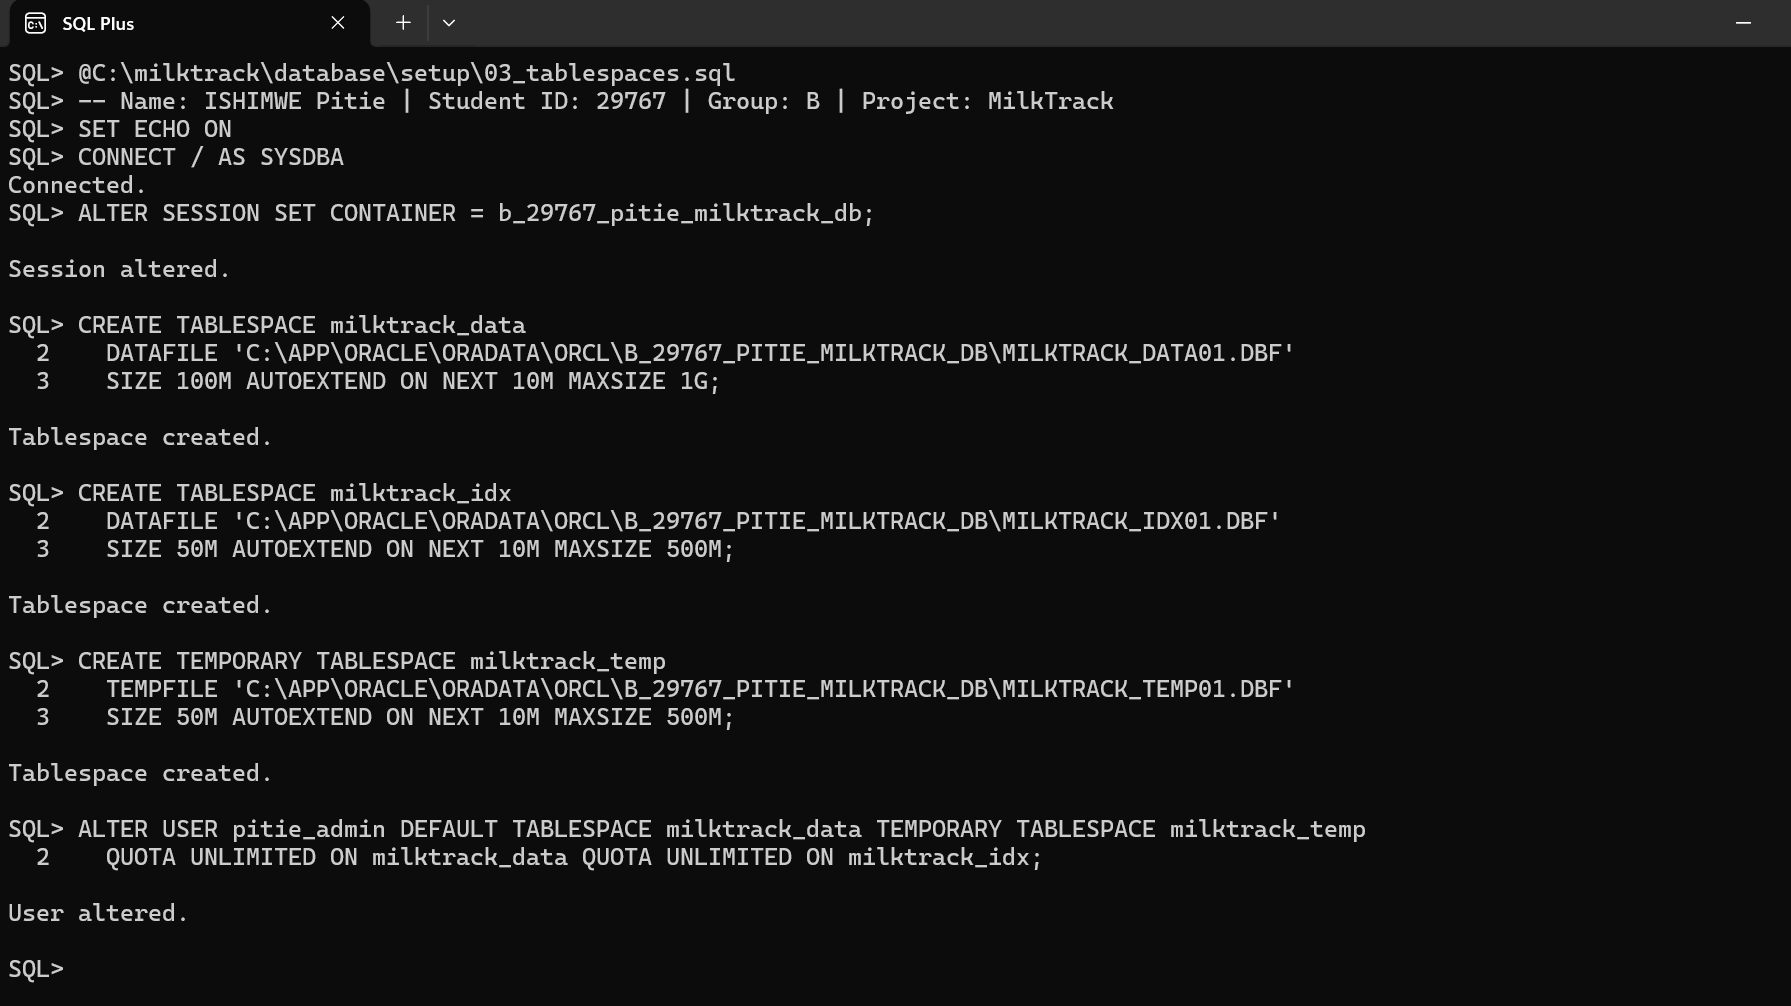 SQL Plus
SQL> @C:\milktrack\database\setup\03_tablespaces.sql
SQL> -- Name: ISHIMWE Pitie | Student ID: 29767 | Group: B | Project: MilkTrack
SQL> SET ECHO ON
SQL> CONNECT / AS SYSDBA
Connected.
SQL> ALTER SESSION SET CONTAINER = b_29767_pitie_milktrack_db;
Session altered.
SQL> CREATE TABLESPACE milktrack_data
2 DATAFILE 'C:\APP\ORACLE\ORADATA\ORCL\B_29767_PITIE_MILKTRACK_DB\MILKTRACK_DATA01.DBF'
3 SIZE 100M AUTOEXTEND ON NEXT 10M MAXSIZE 1G;
Tablespace created.
SQL> CREATE TABLESPACE milktrack_idx
2 DATAFILE 'C:\APP\ORACLE\ORADATA\ORCL\B_29767_PITIE_MILKTRACK_DB\MILKTRACK_IDX01.DBF'
3 SIZE 50M AUTOEXTEND ON NEXT 10M MAXSIZE 500M;
Tablespace created.
SQL> CREATE TEMPORARY TABLESPACE milktrack_temp
2 TEMPFILE 'C:\APP\ORACLE\ORADATA\ORCL\B_29767_PITIE_MILKTRACK_DB\MILKTRACK_TEMP01.DBF'
3 SIZE 50M AUTOEXTEND ON NEXT 10M MAXSIZE 500M;
Tablespace created.
SQL> ALTER USER pitie_admin DEFAULT TABLESPACE milktrack_data TEMPORARY TABLESPACE milktrack_temp
2 QUOTA UNLIMITED ON milktrack_data QUOTA UNLIMITED ON milktrack_idx;
User altered.
SQL>